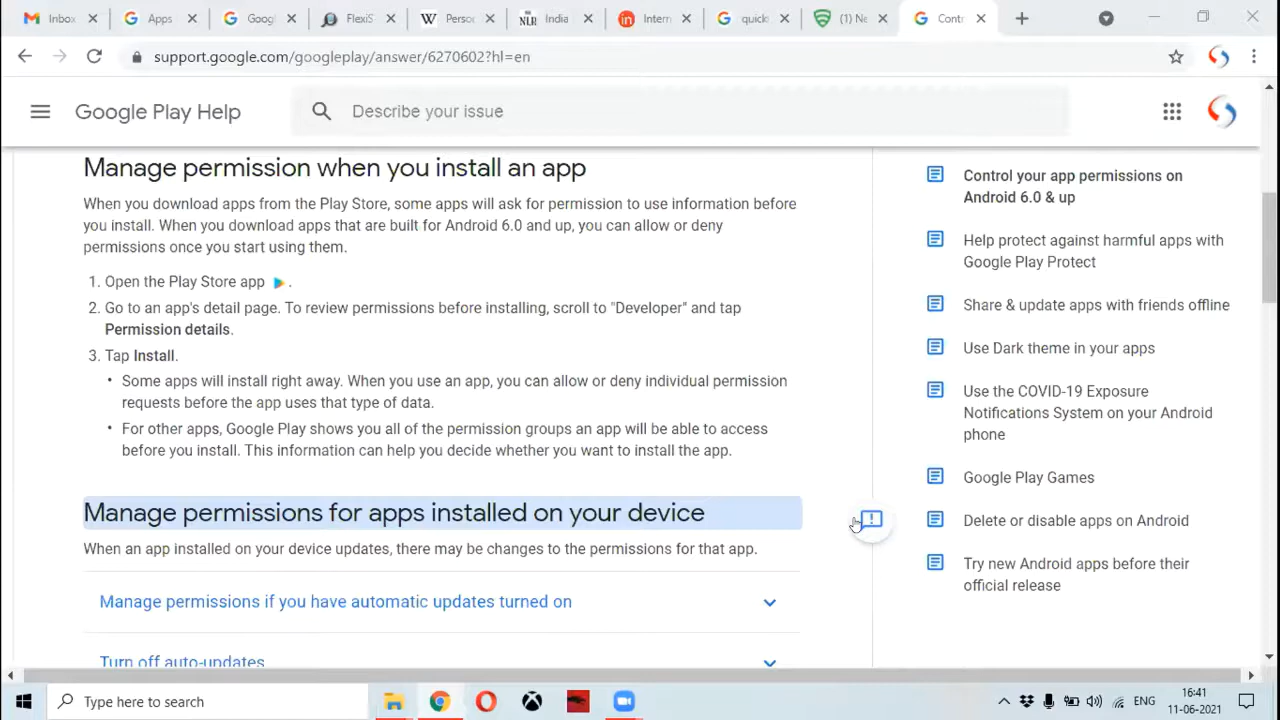 Inbox
Apps
Googl
FlexiS
Perso
NLR
India
in
Intern
quick
(1) Ne
Contr
support.google.com/googleplay/answer/6270602?hl=en
Google Play Help
Describe your issue
Manage permission when you install an app
When you download apps from the Play Store, some apps will ask for permission to use information before
you install. When you download apps that are built for Android 6.0 and up, you can allow or deny
permissions once you start using them.
1. Open the Play Store app .
2. Go to an app's detail page. To review permissions before installing, scroll to "Developer" and tap
Permission details.
3. Tap Install.
• Some apps will install right away. When you use an app, you can allow or deny individual permission
requests before the app uses that type of data.
• For other apps, Google Play shows you all of the permission groups an app will be able to access
before you install. This information can help you decide whether you want to install the app.
Manage permissions for apps installed on your device
When an app installed on your device updates, there may be changes to the permissions for that app.
Manage permissions if you have automatic updates turned on
Turn off auto-updates
Control your app permissions on
Android 6.0 & up
Help protect against harmful apps with
Google Play Protect
Share & update apps with friends offline
Use Dark theme in your apps
Use the COVID-19 Exposure
Notifications System on your Android
phone
Google Play Games
Delete or disable apps on Android
Try new Android apps before their
official release
Type here to search
ENG
16:41
11-06-2021